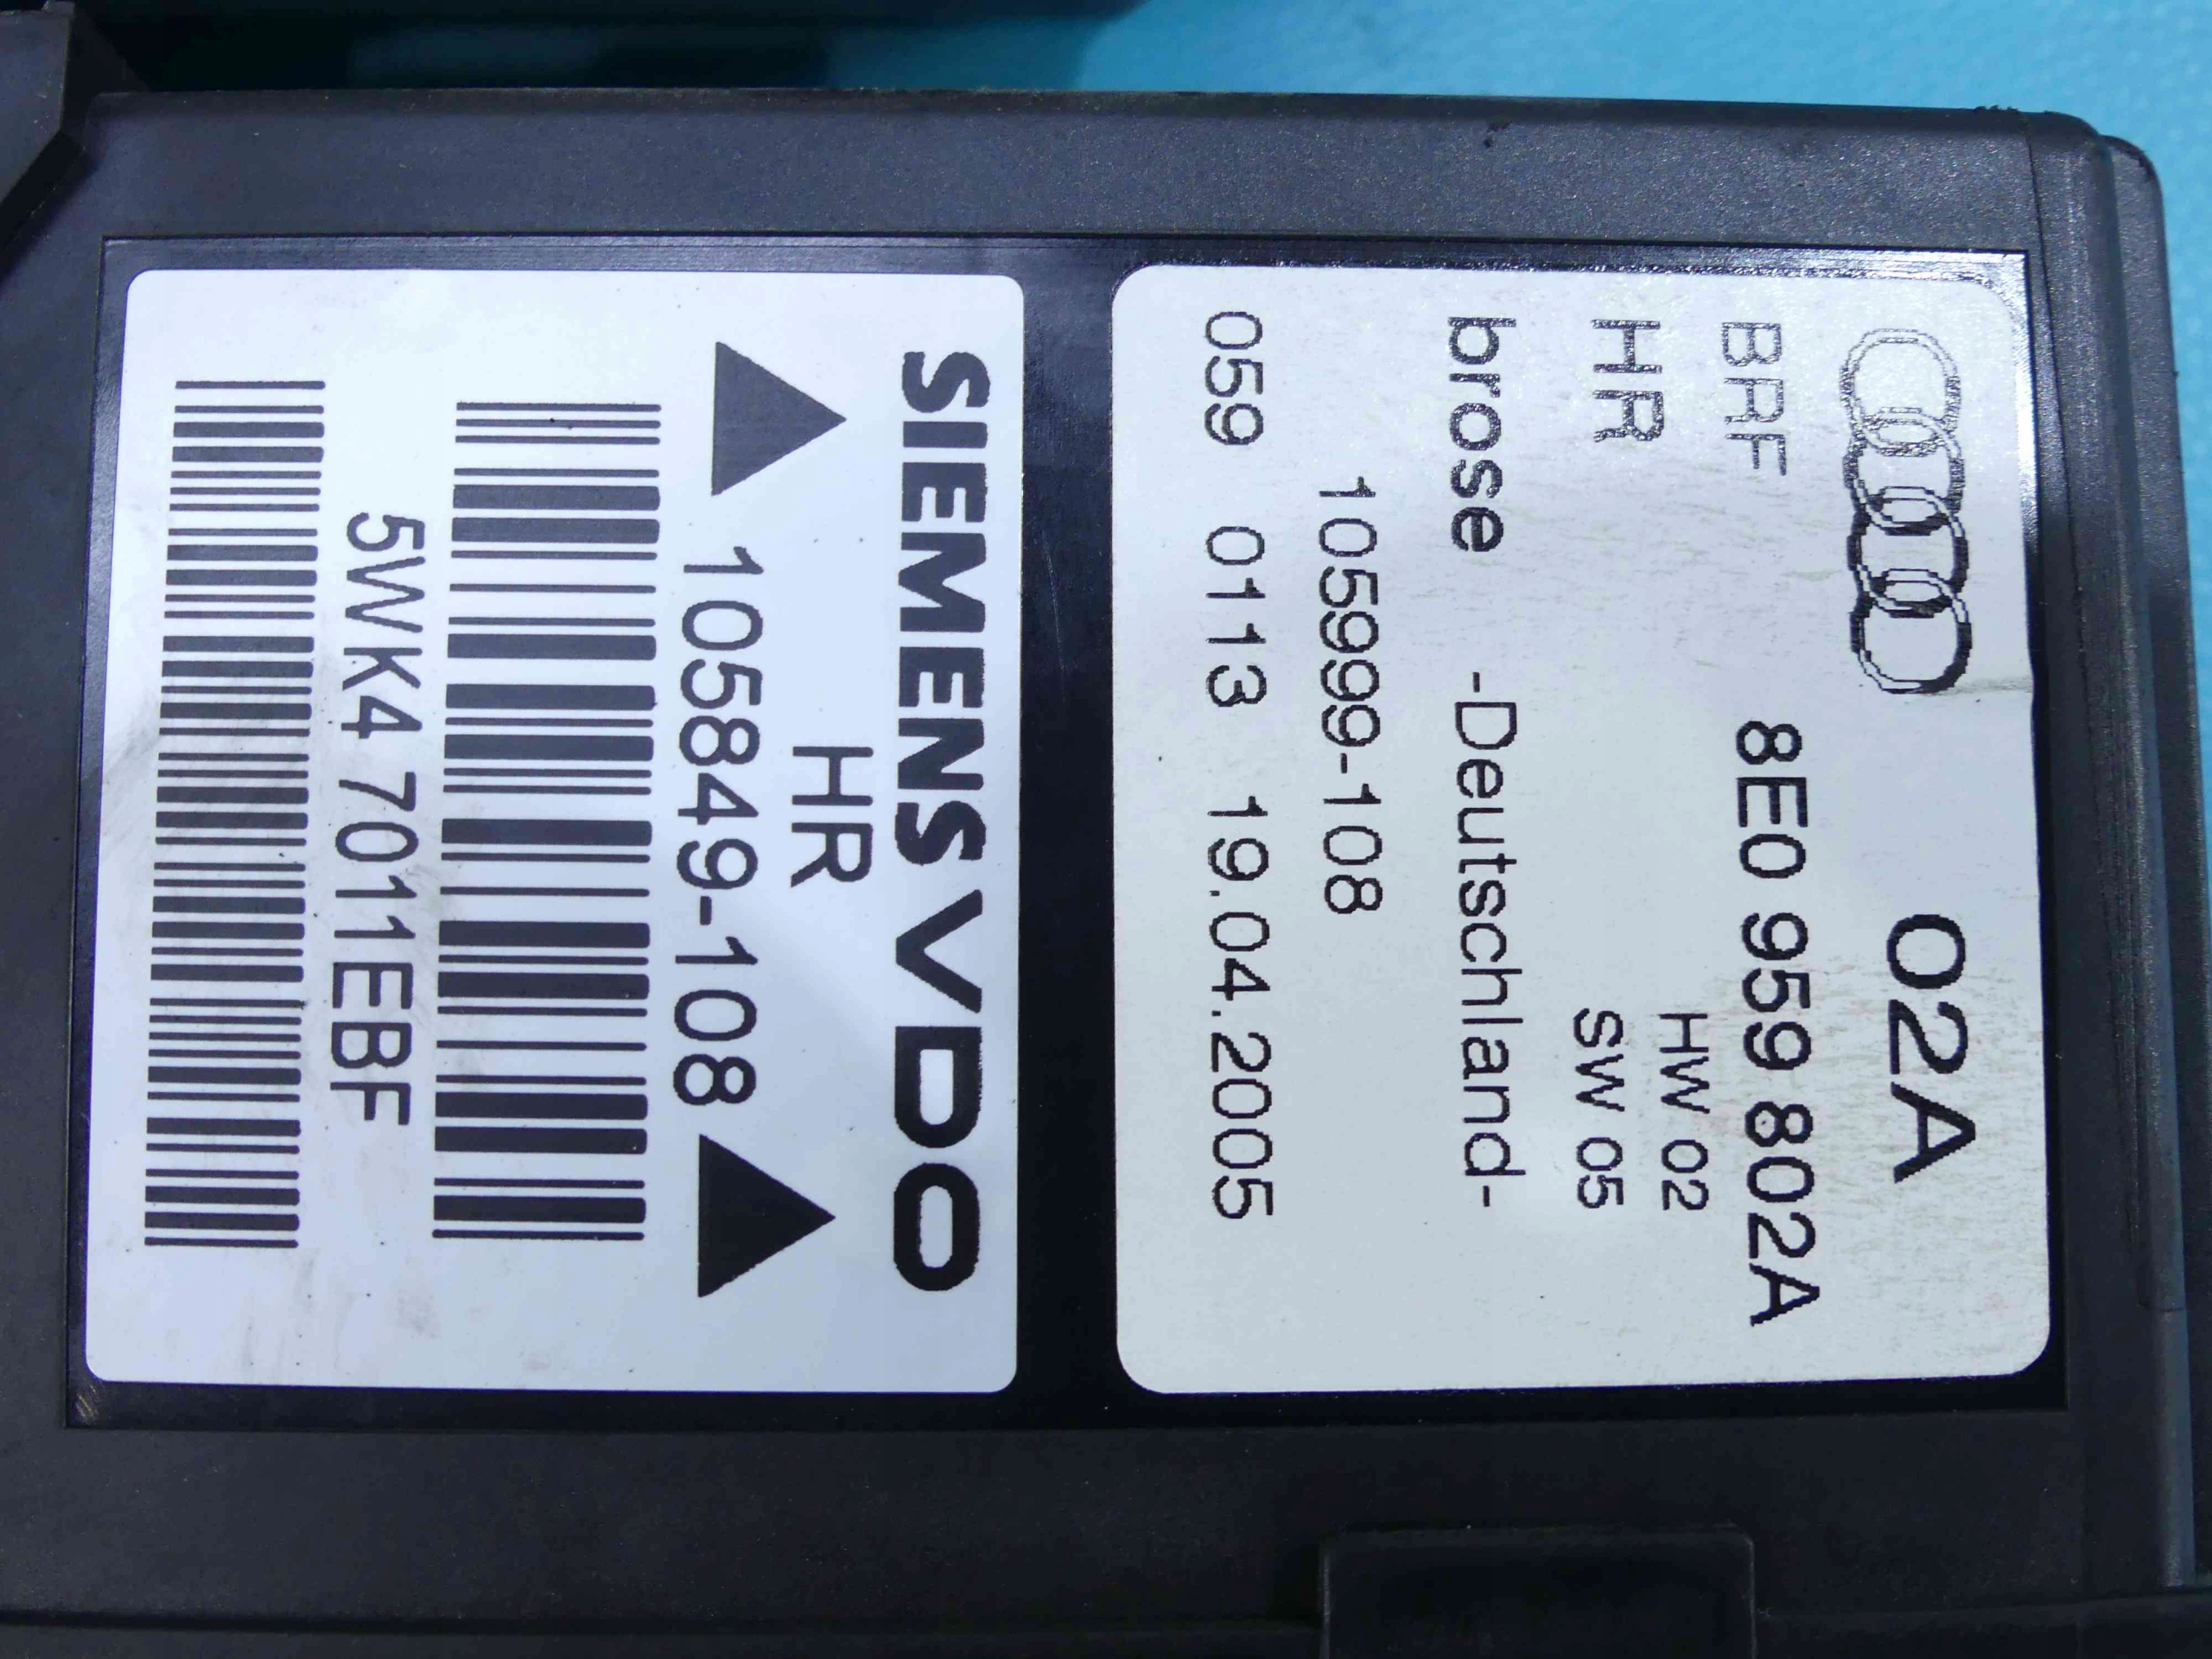 02A
BRF 8E0 959 802A
HW 02
HR SW 05
brose -Deutschland-
105999-108
059 0113 19.04.2005
SIEMENS VDO
HR
105849-108
5WK4 7011EBF